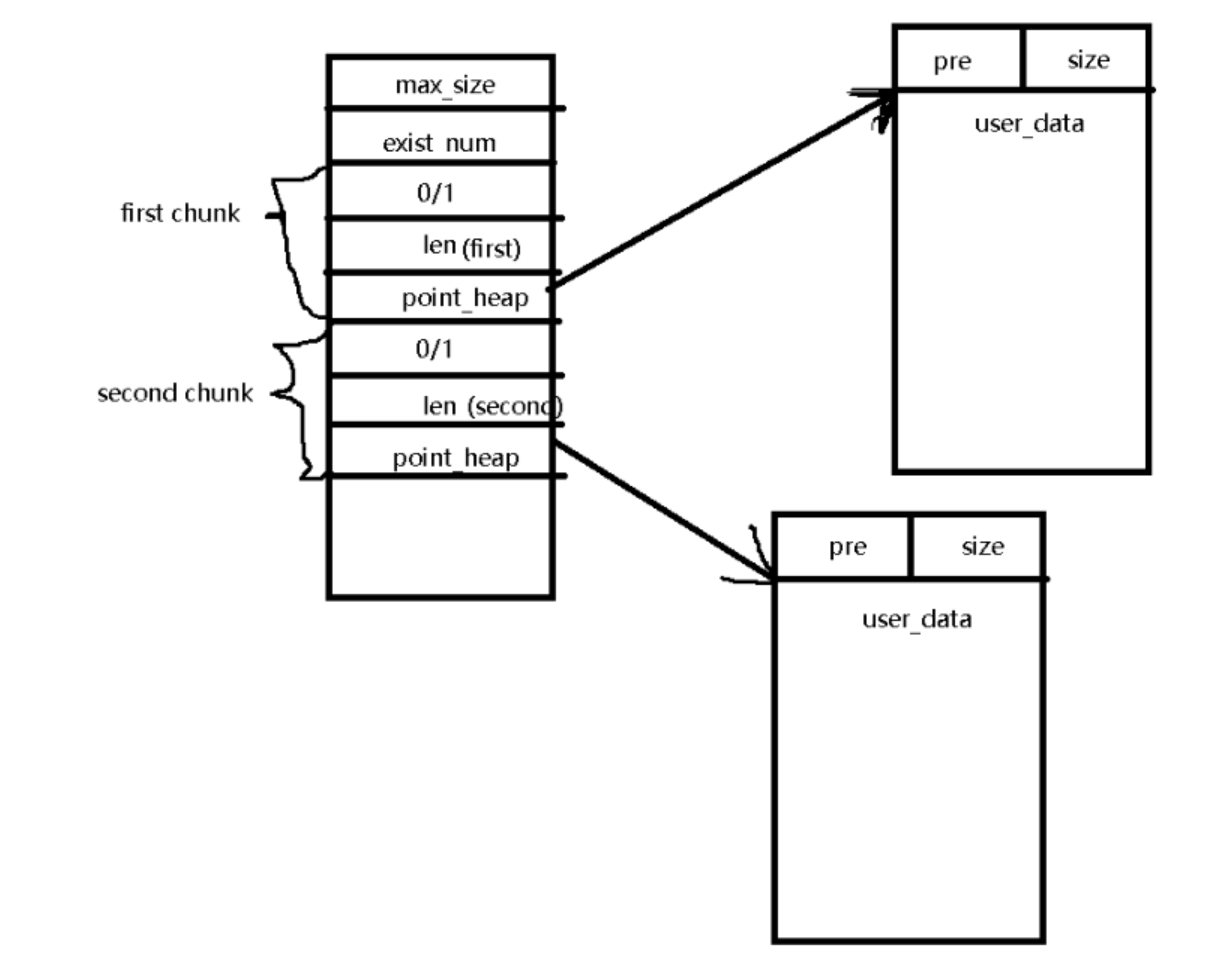 max_size
exist_num
first chunk
0/1
len (first)
point_heap
second chunk
0/1
len (second)
point_heap
pre
size
user_data
pre
size
user_data